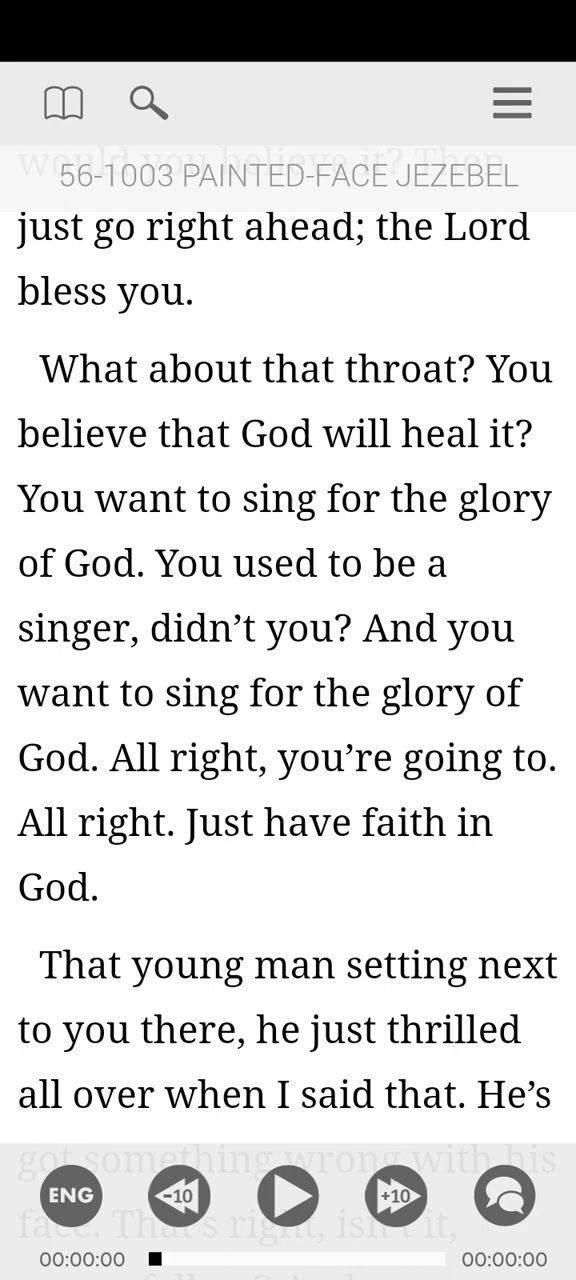 would you believe it? Then
56-1003 PAINTED-FACE JEZEBEL
just go right ahead; the Lord
bless you.
What about that throat? You
believe that God will heal it?
You want to sing for the glory
of God. You used to be a
singer, didn’t you? And you
want to sing for the glory of
God. All right, you’re going to.
All right. Just have faith in
God.
That young man setting next
to you there, he just thrilled
all over when I said that. He’s
got something wrong with his
ENG -10 +10
face. That’s right, isn’t it,
00:00:00 00:00:00